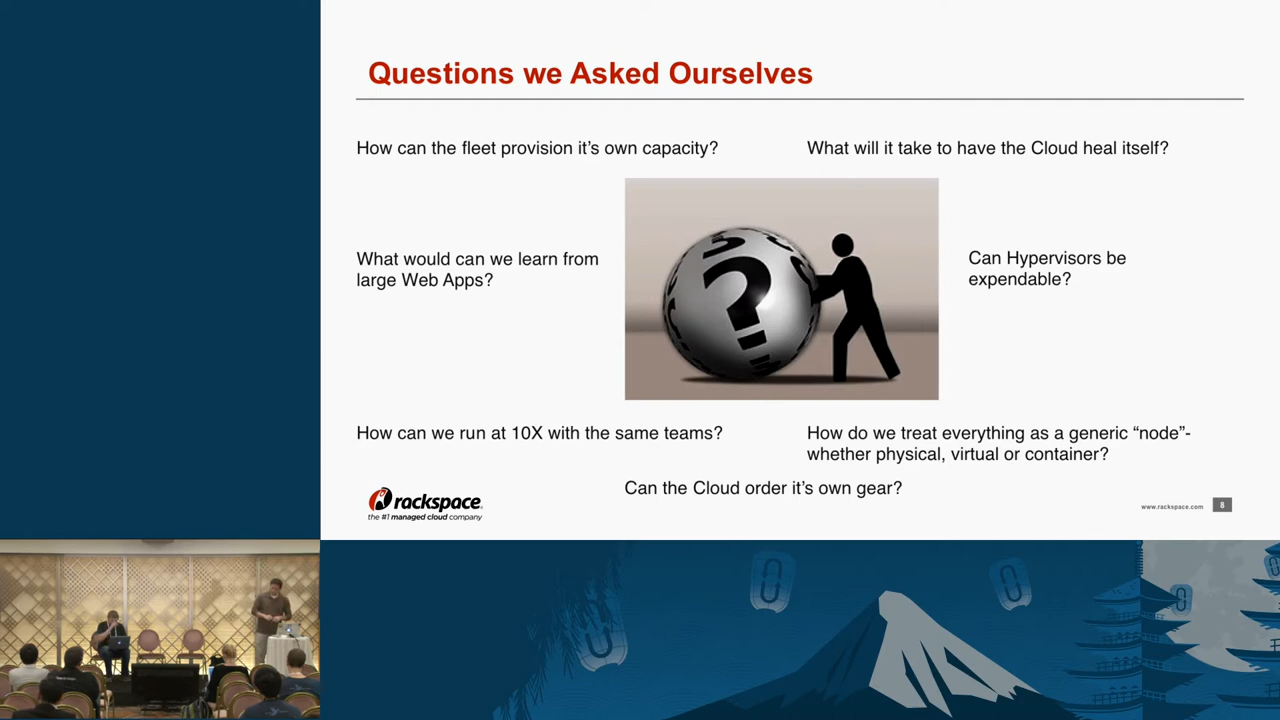 Questions we Asked Ourselves
How can the fleet provision it's own capacity?
What will it take to have the Cloud heal itself?
What would can we learn from
large Web Apps?
Can Hypervisors be
expendable?
How can we run at 10X with the same teams?
How do we treat everything as a generic “node”-
whether physical, virtual or container?
Can the Cloud order it's own gear?
rackspace
the #1 managed cloud company
www.rackspace.com
8